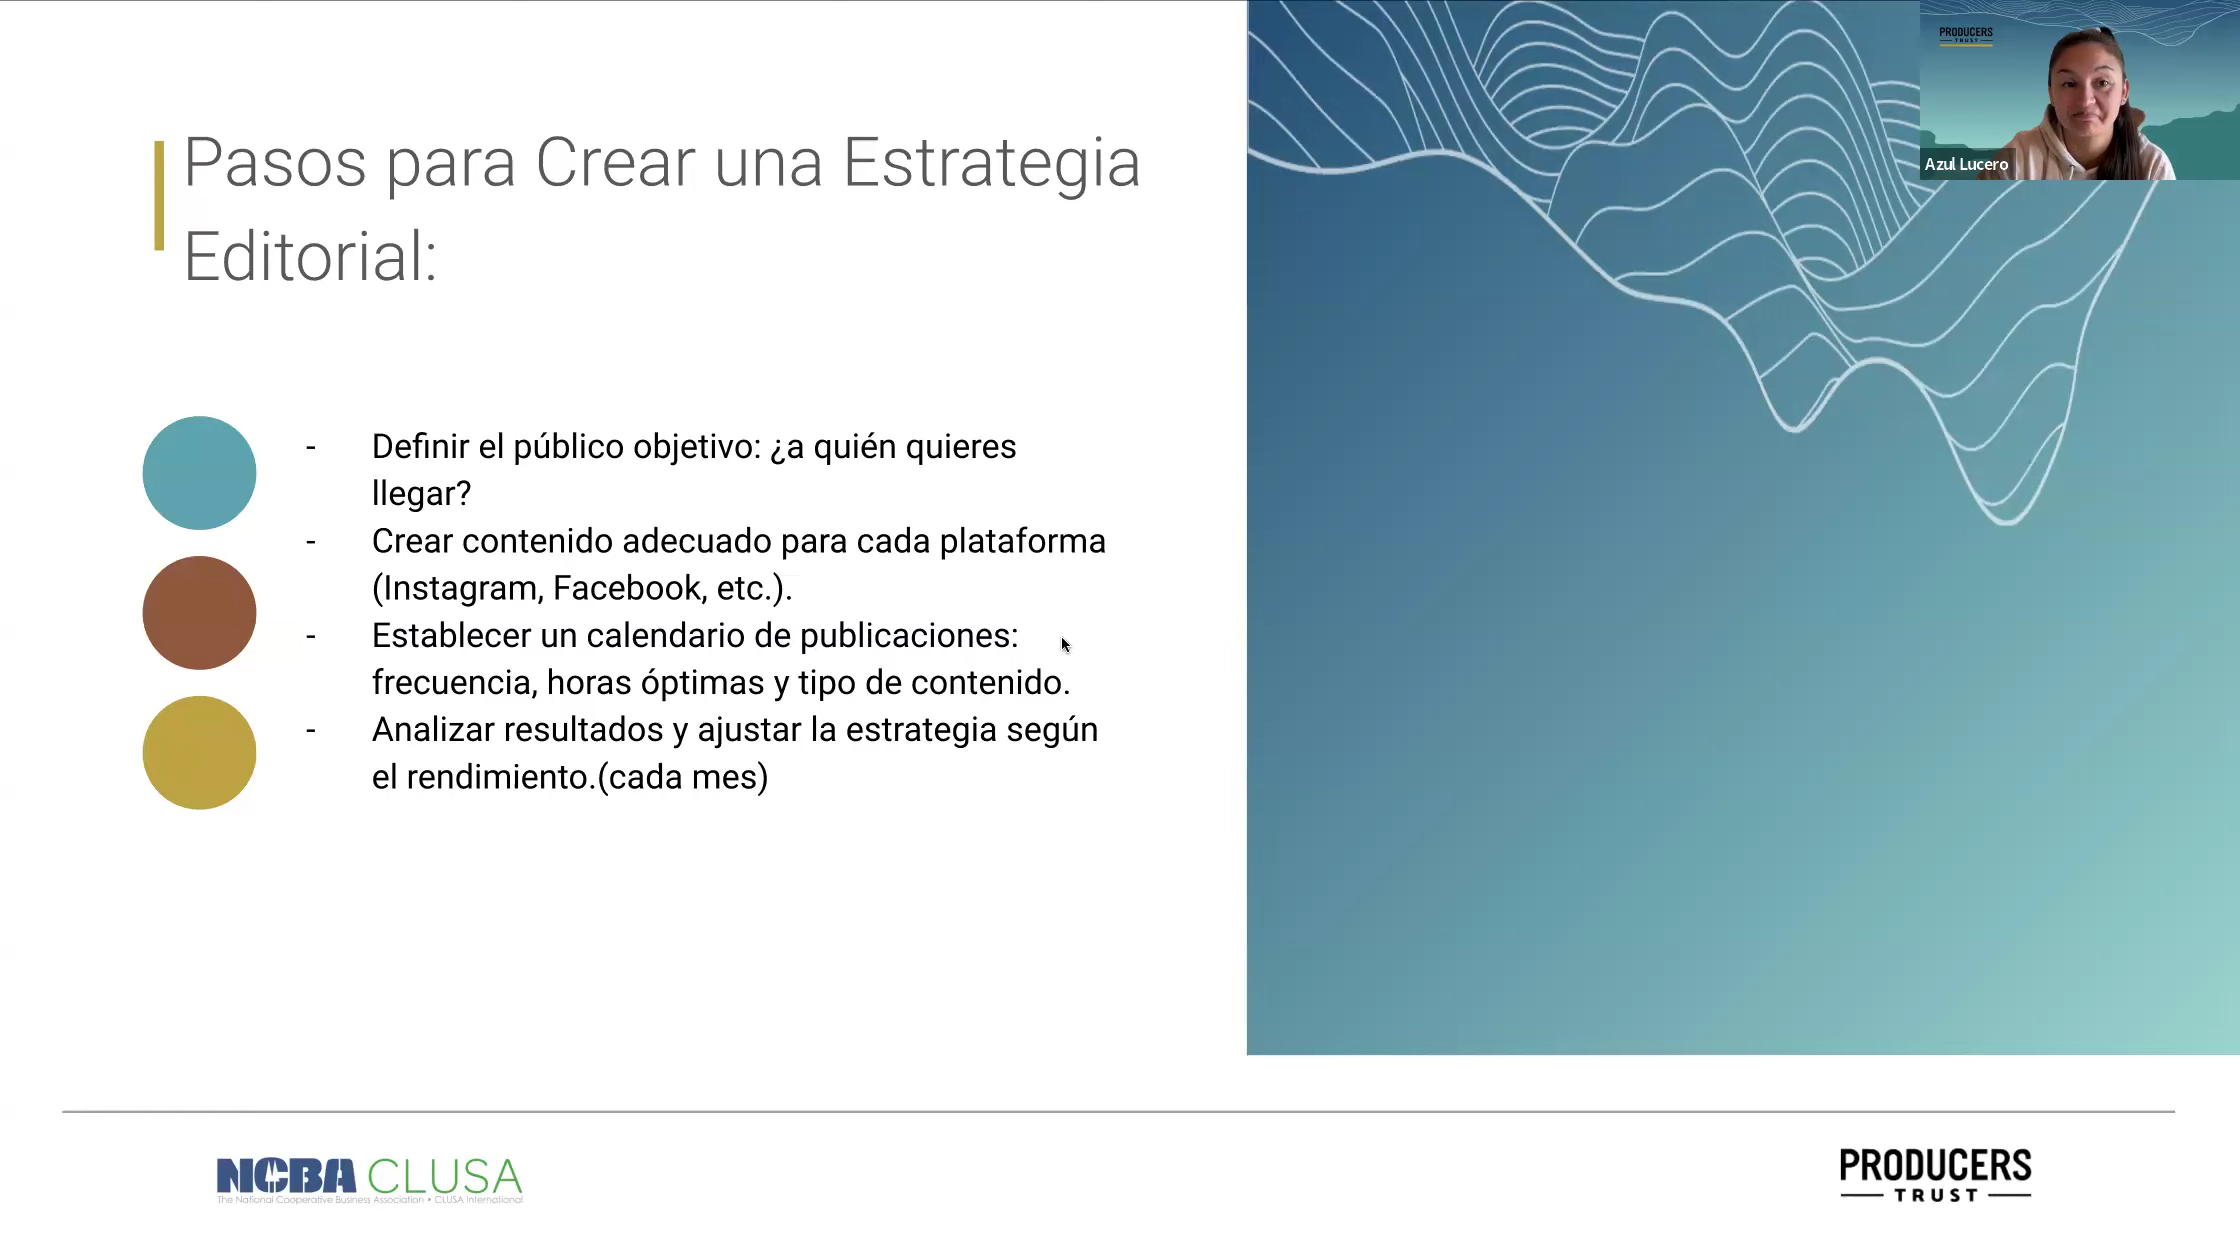 PRODUCERS
TRUST
Azul Lucero
Pasos para Crear una Estrategia
Editorial:
- Definir el público objetivo: ¿a quién quieres
llegar?
- Crear contenido adecuado para cada plataforma
(Instagram, Facebook, etc.).
- Establecer un calendario de publicaciones:
frecuencia, horas óptimas y tipo de contenido.
- Analizar resultados y ajustar la estrategia según
el rendimiento.(cada mes)
NCBA CLUSA
The National Cooperative Business Association • CLUSA International
PRODUCERS
TRUST